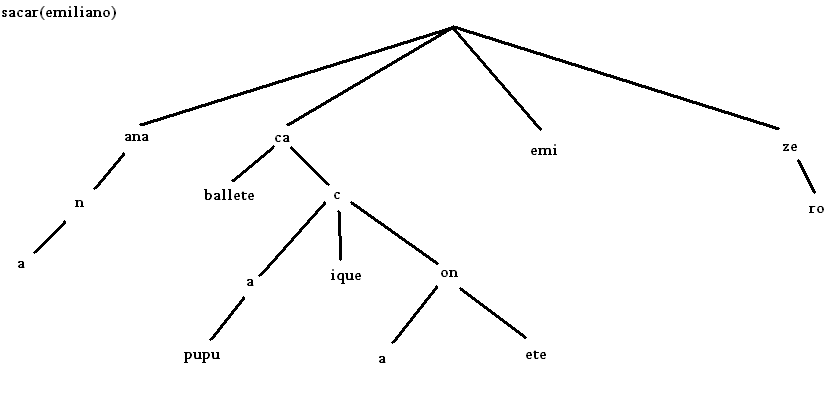 sacar(emiliano)
ana
ca
emi
ze
ballete
c
n
ro
a
a
ique
on
pupu
a
ete